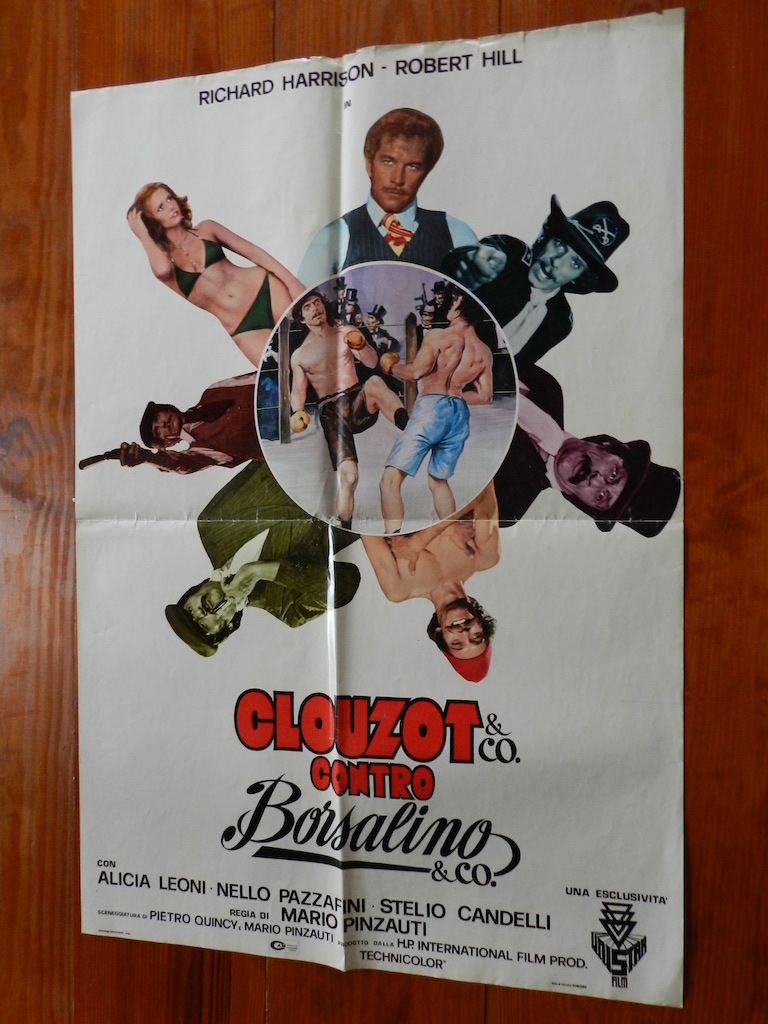 RICHARD HARRISON - ROBERT HILL
IN
CLOUZOT & CO.
CONTRO
Borsalino
& CO.
CON
ALICIA LEONI · NELLO PAZZAFINI · STELIO CANDELLI
REGIA DI MARIO PINZAUTI
SCENEGGIATURA DI PIETRO QUINCY E MARIO PINZAUTI
PRODOTTO DALLA H.P. INTERNATIONAL FILM PROD.
TECHNICOLOR®
UNA ESCLUSIVITA'
UNISTAR
FILM